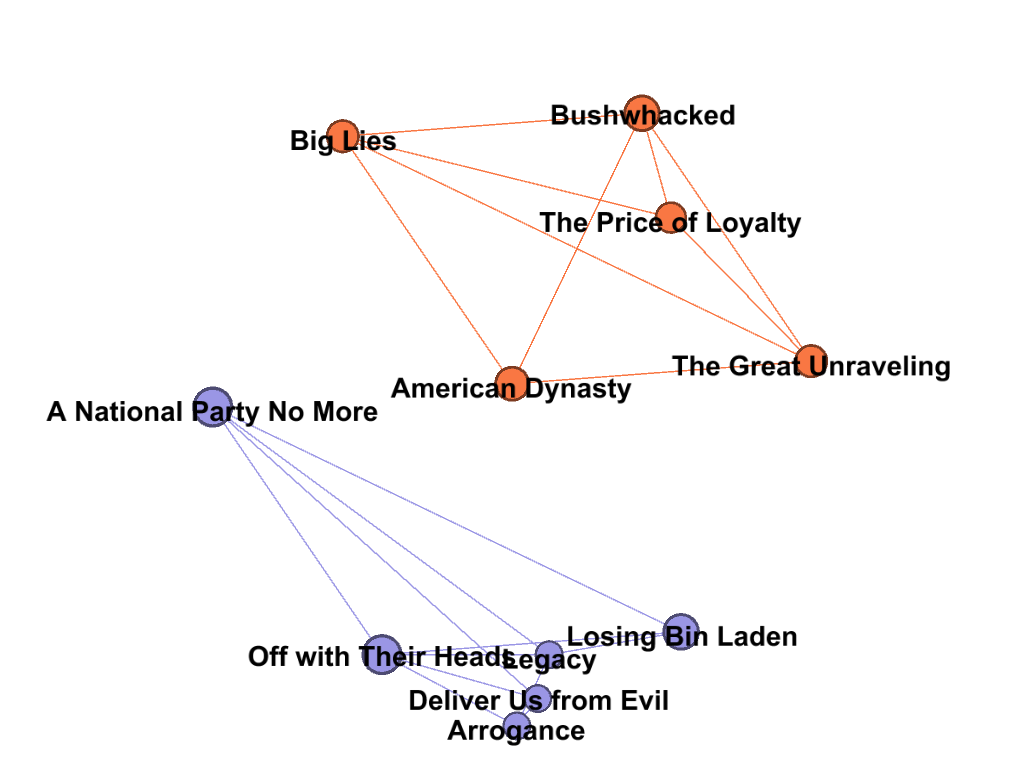 Bushwhacked
Big Lies
The Price of Loyalty
The Great Unraveling
American Dynasty
A National Party No More
Losing Bin Laden
Off with Their Heads
Legacy
Deliver Us from Evil
Arrogance